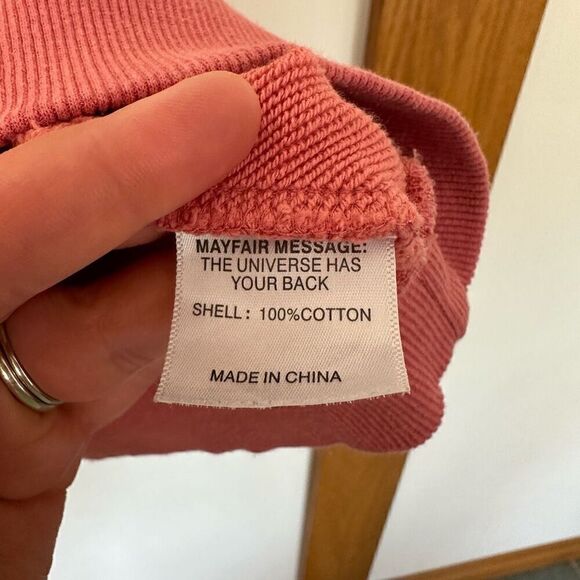 MAYFAIR MESSAGE:
THE UNIVERSE HAS
YOUR BACK
SHELL: 100%COTTON
MADE IN CHINA